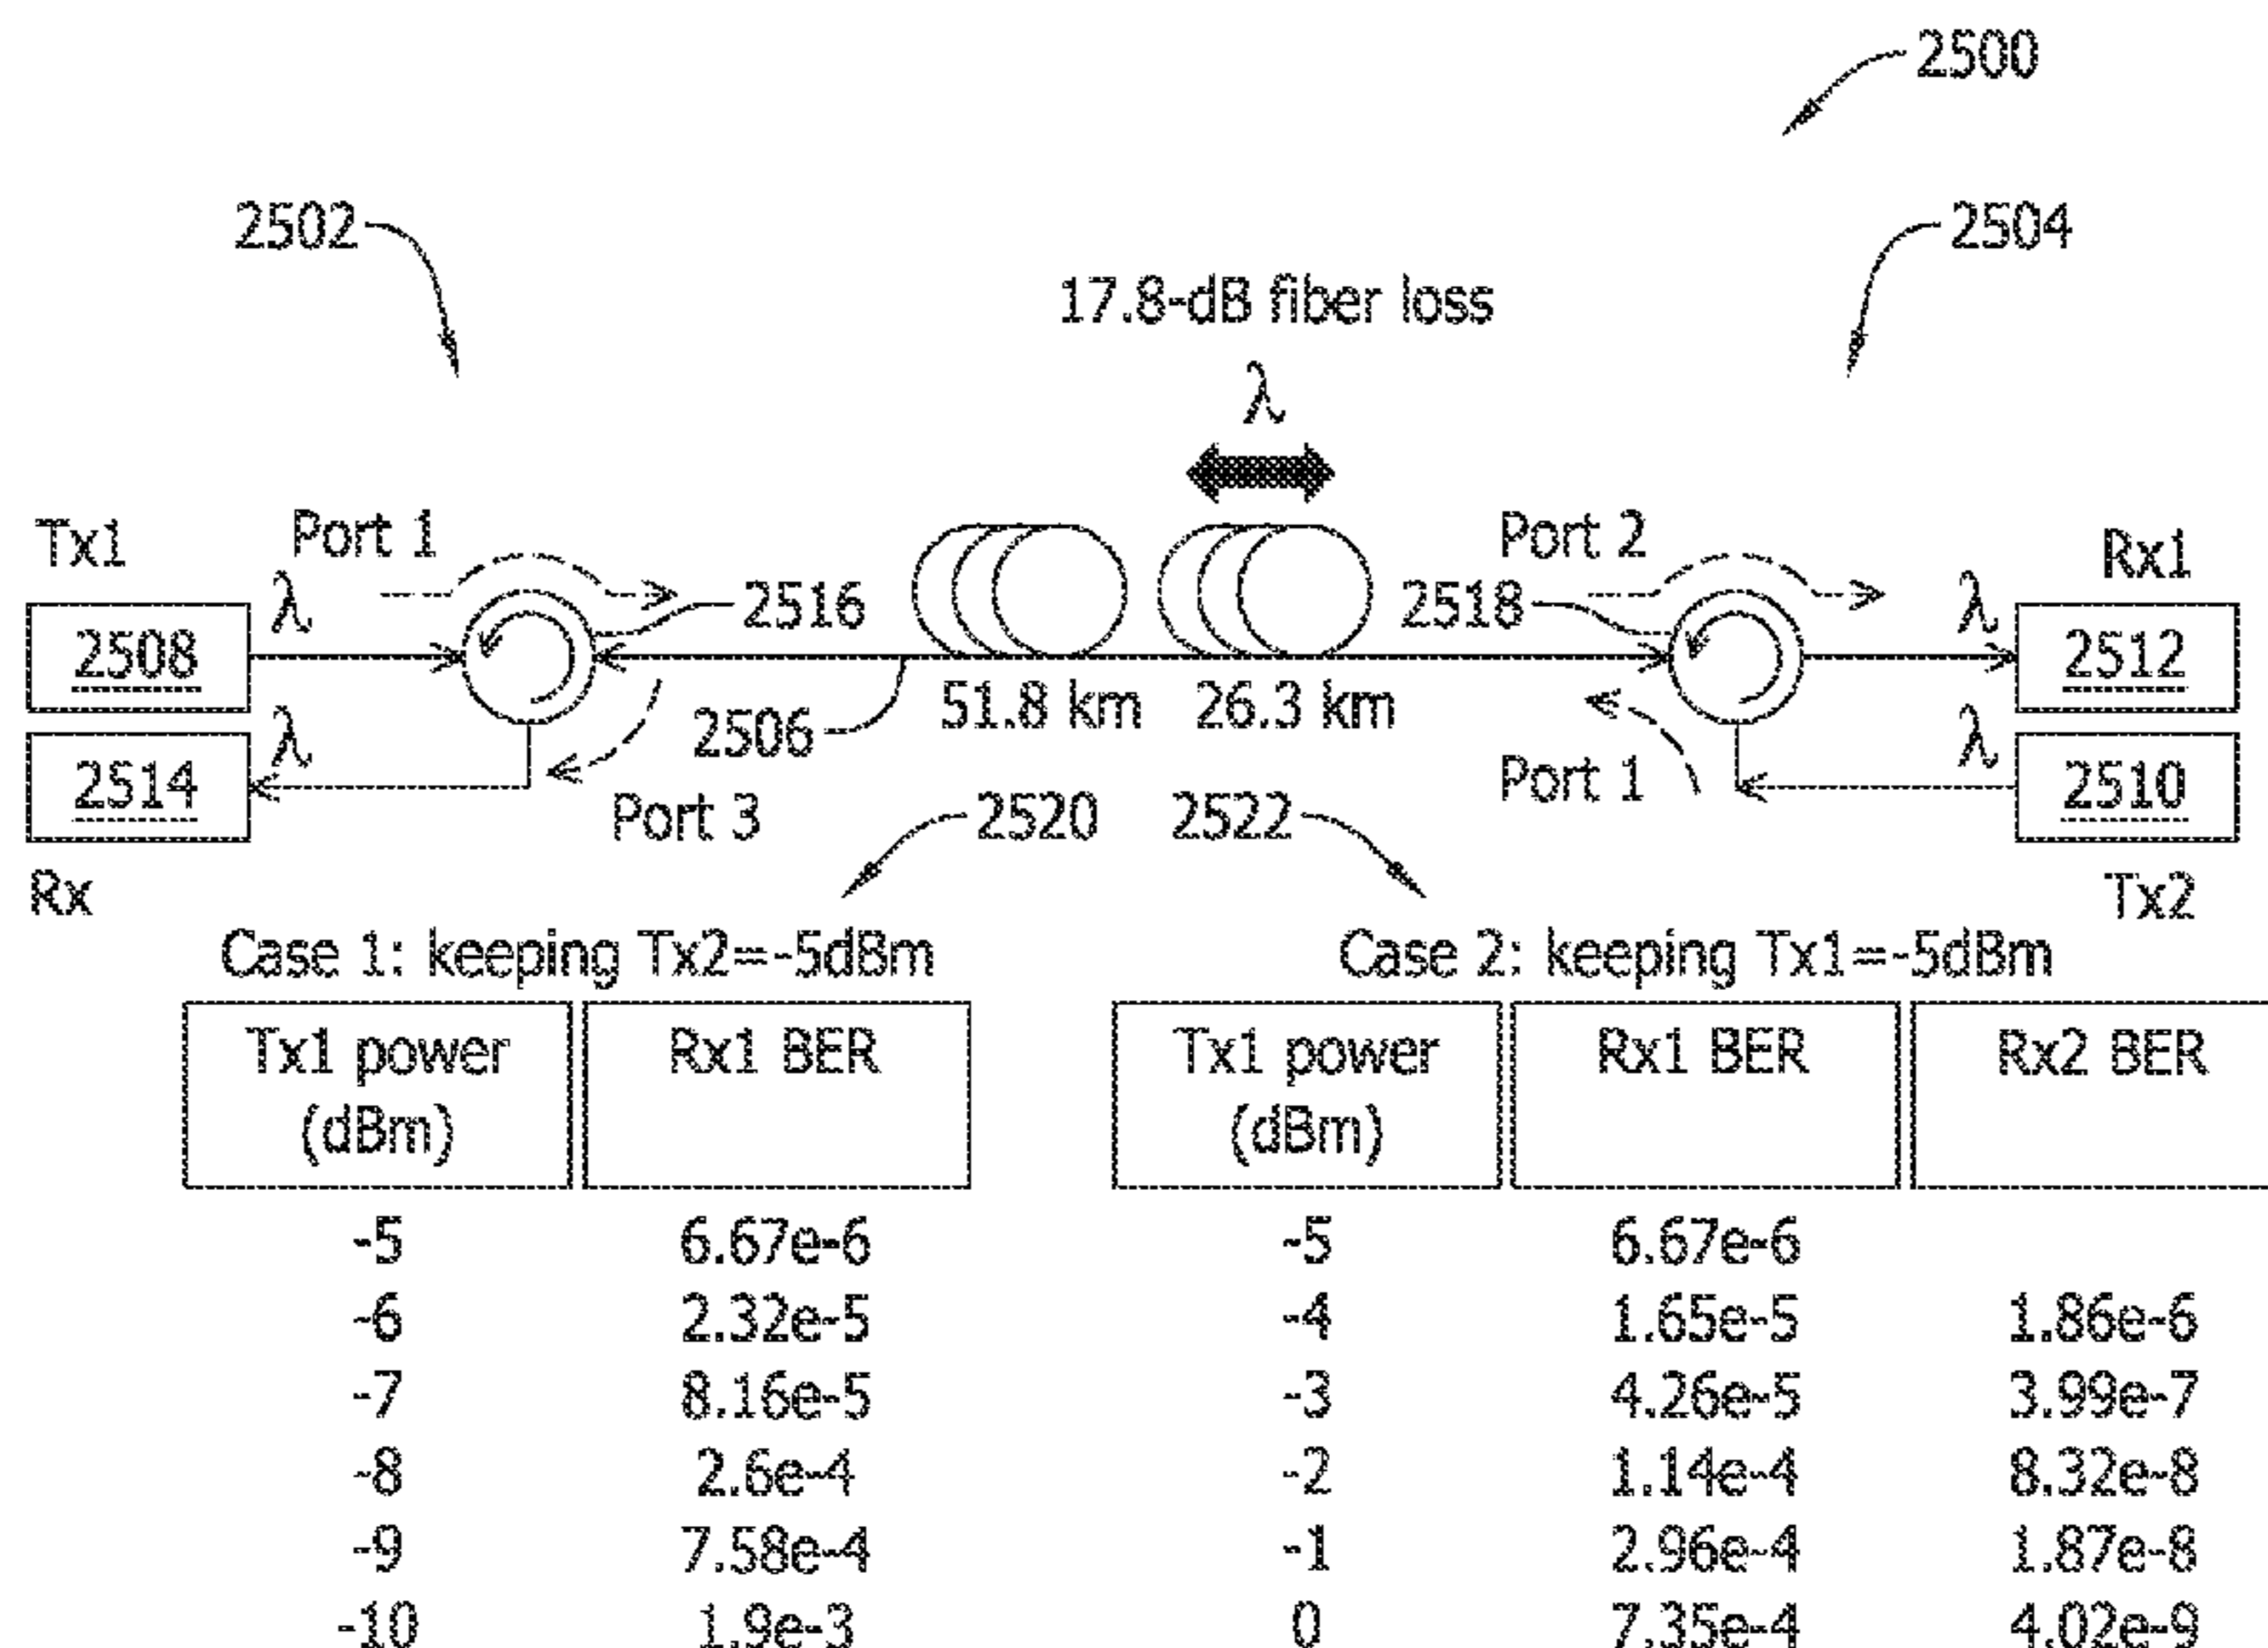 2500
2502
2504
17.8-dB fiber loss
λ
Tx1
Port 1
Port 2
Rx1
λ
2516
2518
λ
2508
2512
λ
2506
51.8 km
26.3 km
λ
2514
Port 3
Port 1
2510
2520
2522
Rx
Tx2
Case 1: keeping Tx2=-5dBm
Tx1 power (dBm) Rx1 BER
-5 6.67e-6
-6 2.32e-5
-7 8.16e-5
-8 2.6e-4
-9 7.58e-4
-10 1.9e-3
Case 2: keeping Tx1=-5dBm
Tx1 power (dBm) Rx1 BER Rx2 BER
-5 6.67e-6
-4 1.65e-5 1.86e-6
-3 4.26e-5 3.99e-7
-2 1.14e-4 8.32e-8
-1 2.96e-4 1.87e-8
0 7.35e-4 4.02e-9